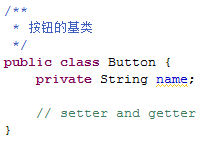 /**
 * 按钮的基类
 */
public class Button {
    private String name;
    // setter and getter
}